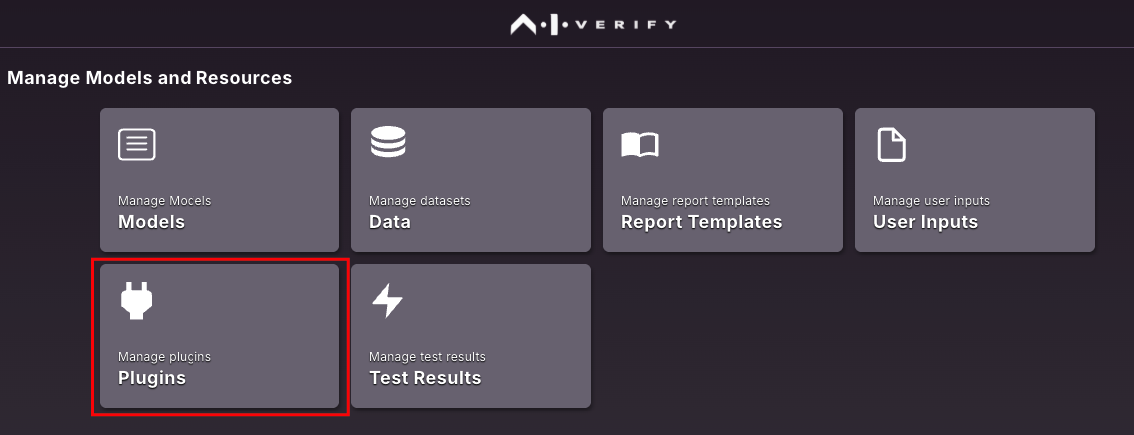 A·I·VERIFY
Manage Models and Resources
Manage Models
Models
Manage datasets
Data
Manage report templates
Report Templates
Manage user inputs
User Inputs
Manage plugins
Plugins
Manage test results
Test Results